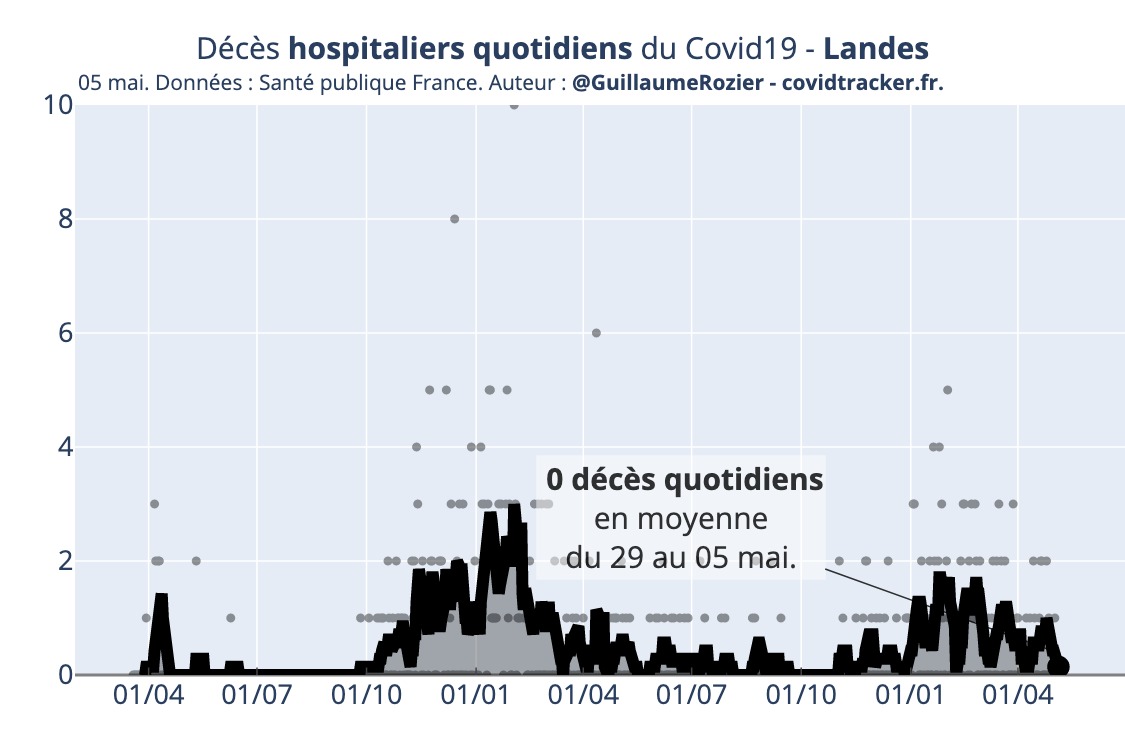 Décès hospitaliers quotidiens du Covid19 - Landes
05 mai. Données : Santé publique France. Auteur : @GuillaumeRozier - covidtracker.fr.
10
8
6
4
0 décès quotidiens
en moyenne
du 29 au 05 mai.
2
0
01/04 01/07 01/10 01/01 01/04 01/07 01/10 01/01 01/04